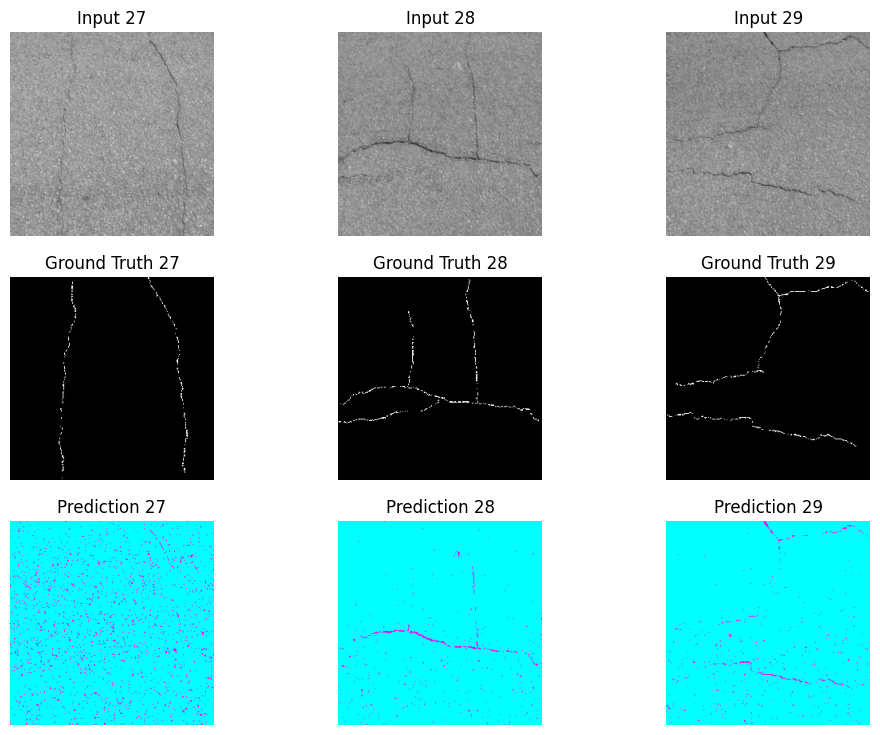 Input 27
Input 28
Input 29
Ground Truth 27
Ground Truth 28
Ground Truth 29
Prediction 27
Prediction 28
Prediction 29